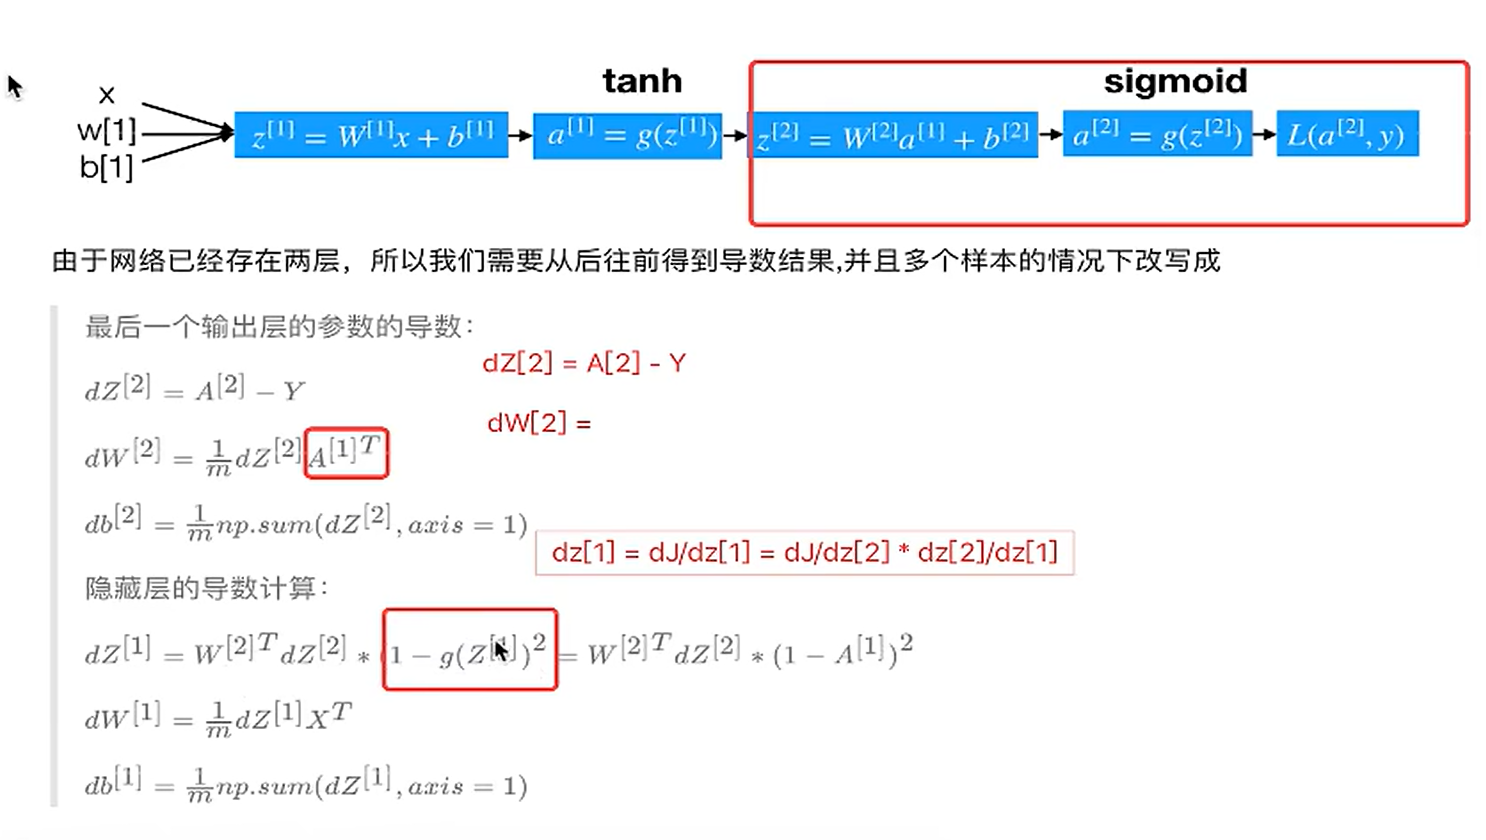 tanh
sigmoid
x
w[1]
b[1]
z^{[1]} = W^{[1]}x + b^{[1]}
a^{[1]} = g(z^{[1]})
z^{[2]} = W^{[2]}a^{[1]} + b^{[2]}
a^{[2]} = g(z^{[2]})
L(a^{[2]}, y)
由于网络已经存在两层，所以我们需要从后往前得到导数结果,并且多个样本的情况下改写成
最后一个输出层的参数的导数：
dZ[2] = A[2] - Y
dZ^{[2]} = A^{[2]} − Y
dW[2] =
dW^{[2]} = \frac{1}{m}dZ^{[2]}A^{[1]T}
db^{[2]} = \frac{1}{m}np.sum(dZ^{[2]}, axis = 1)
dz[1] = dJ/dz[1] = dJ/dz[2] * dz[2]/dz[1]
隐藏层的导数计算：
dZ^{[1]} = W^{[2]T}dZ^{[2]} * (1 − g(Z^{[1]})^2 = W^{[2]T}dZ^{[2]} * (1 − A^{[1]})^2
dW^{[1]} = \frac{1}{m}dZ^{[1]}X^T
db^{[1]} = \frac{1}{m}np.sum(dZ^{[1]}, axis = 1)